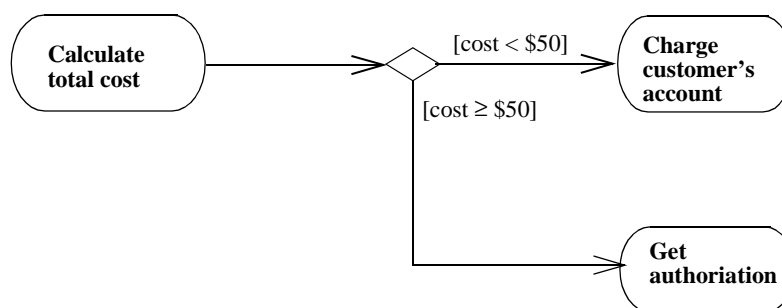 Calculate
total cost
[cost < $50]
Charge
customer’s
account
[cost ≥ $50]
Get
authoriation